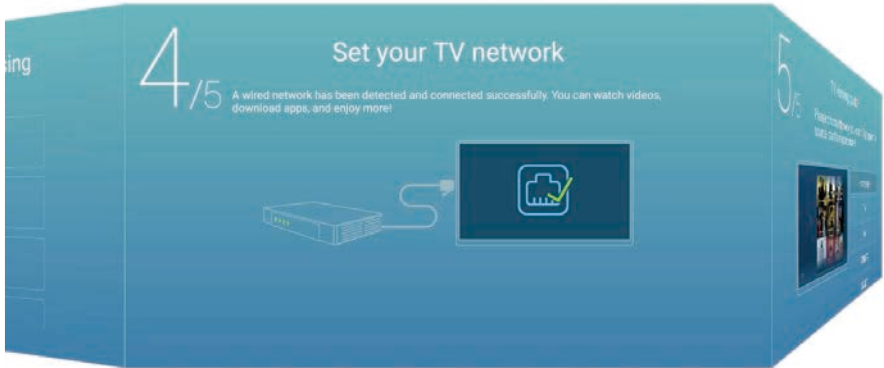 sing
4/5
Set your TV network
A wired network has been detected and connected successfully. You can watch videos,
download apps, and enjoy more!
5/5